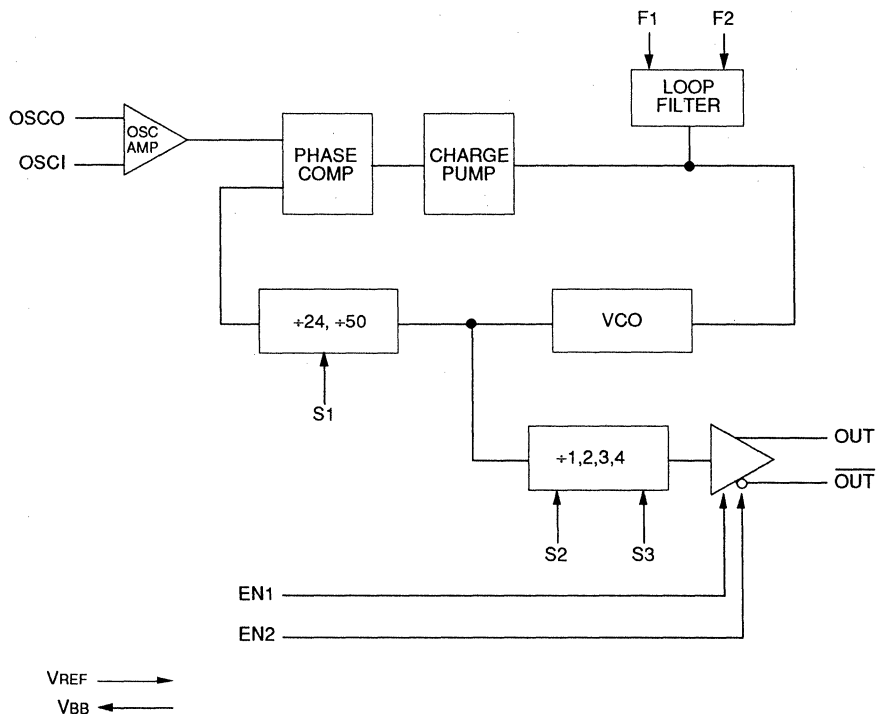 F1
F2
LOOP
FILTER
OSCO
OSCI
OSC
AMP
PHASE
COMP
CHARGE
PUMP
÷24, ÷50
VCO
S1
÷1,2,3,4
OUT
OUT
S2
S3
EN1
EN2
VREF
VBB